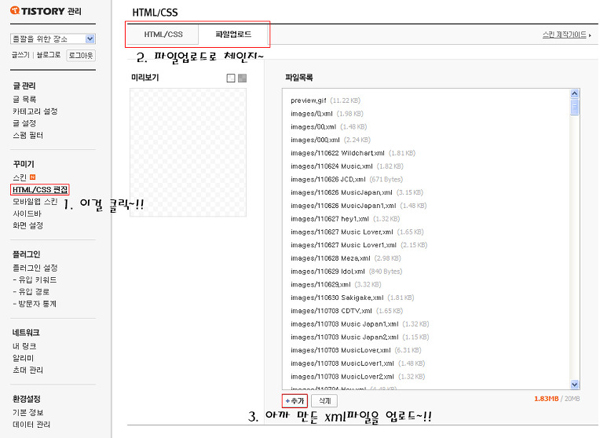 TISTORY 관리
즐팔을 위한 장소
글쓰기 | 블로그로 | 로그아웃
글 관리
글 목록
카테고리 설정
글 설정
스팸 필터
꾸미기
스킨
HTML/CSS 편집
1. 이걸 클릭~!!
모바일웹 스킨
사이드바
화면 설정
플러그인
플러그인 설정
- 유입 키워드
- 유입 경로
- 방문자 통계
네트워크
내 링크
알리미
초대 관리
환경설정
기본 정보
데이터 관리
HTML/CSS
HTML/CSS 파일업로드
스킨 제작가이드
2. 파일업로드로 체인지~
미리보기
파일목록
preview.gif (11.22 KB)
images/0.xml (1.98 KB)
images/00.xml (1.48 KB)
images/000.xml (2.24 KB)
images/110622 Wildchart.xml (1.81 KB)
images/110624 Music.xml (1.82 KB)
images/110626 JCD.xml (671 Bytes)
images/110626 MusicJapan.xml (3.15 KB)
images/110626 MusicJapan1.xml (1.48 KB)
images/110627 hey1.xml (1.32 KB)
images/110627 Music Lover.xml (1.65 KB)
images/110627 Music Lover1.xml (2.15 KB)
images/110628 Meza.xml (2.98 KB)
images/110629 Idol.xml (840 Bytes)
images/110629.xml (3.32 KB)
images/110630 Sakigake.xml (1.81 KB)
images/110703 CDTV.xml (1.65 KB)
images/110703 Music Japan1.xml (1.32 KB)
images/110703 Music Japan2.xml (1.15 KB)
images/110703 MusicLover.xml (6.31 KB)
images/110703 MusicLover1.xml (1.48 KB)
images/110703 MusicLover2.xml (1.32 KB)
images/110704 Hey.xml (4.48 KB)
+추가 삭제
1.83MB / 20MB
3. 아까 만든 xml파일을 업로드~!!